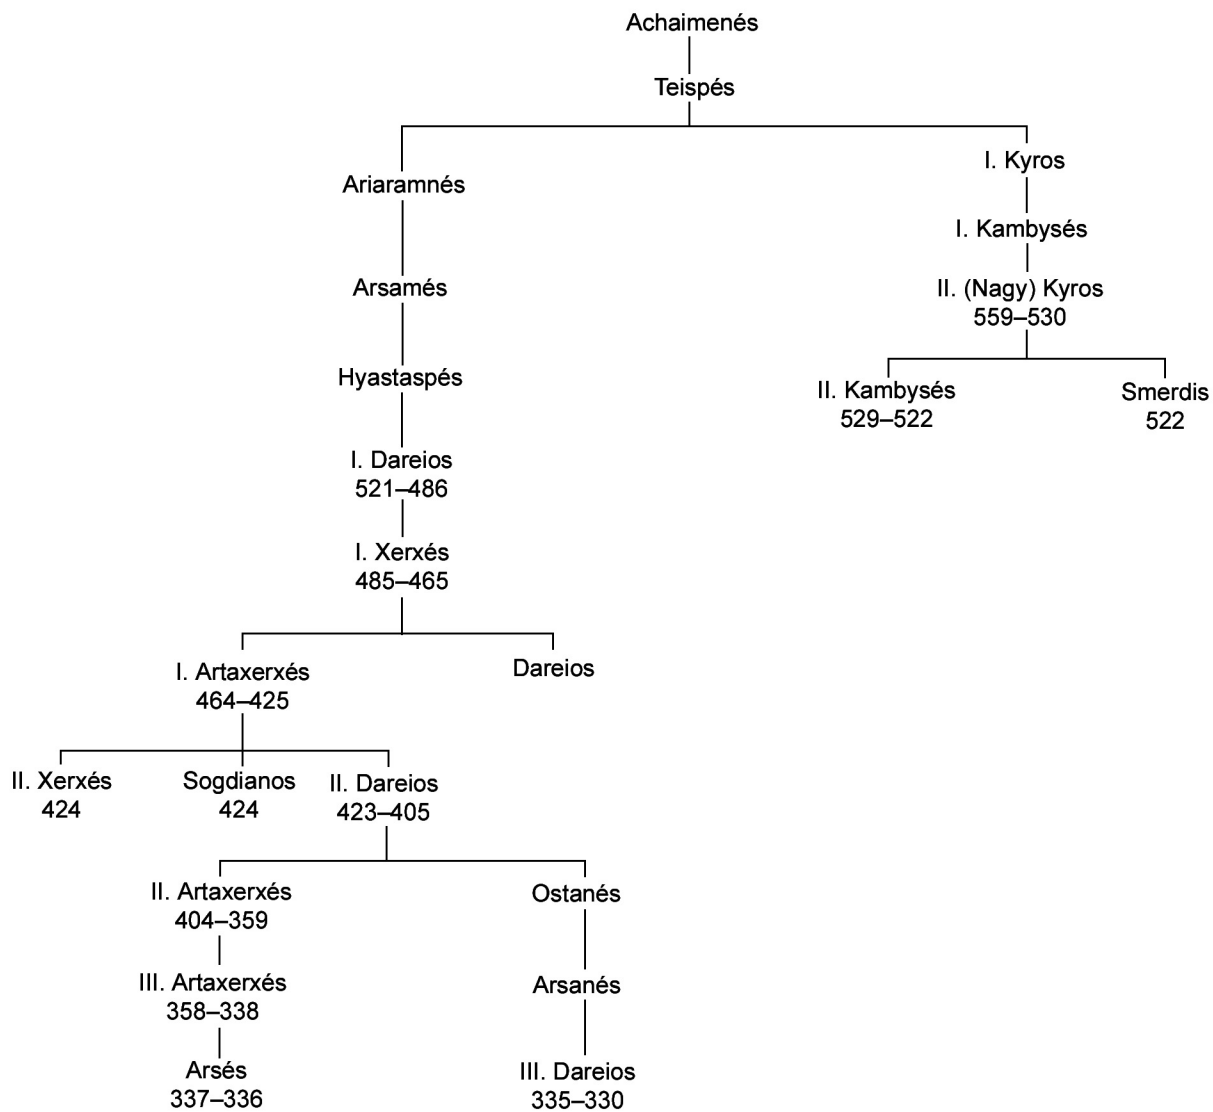 Achaimenés
Teispés
I. Kyros
Ariaramnés
I. Kambysés
Arsamés
II. (Nagy) Kyros
559–530
Hyastaspés
II. Kambysés
529–522
Smerdis
522
I. Dareios
521–486
I. Xerxés
485–465
I. Artaxerxés
464–425
Dareios
II. Xerxés
424
Sogdianos
424
II. Dareios
423–405
II. Artaxerxés
404–359
Ostanés
III. Artaxerxés
358–338
Arsanés
Arsés
337–336
III. Dareios
335–330